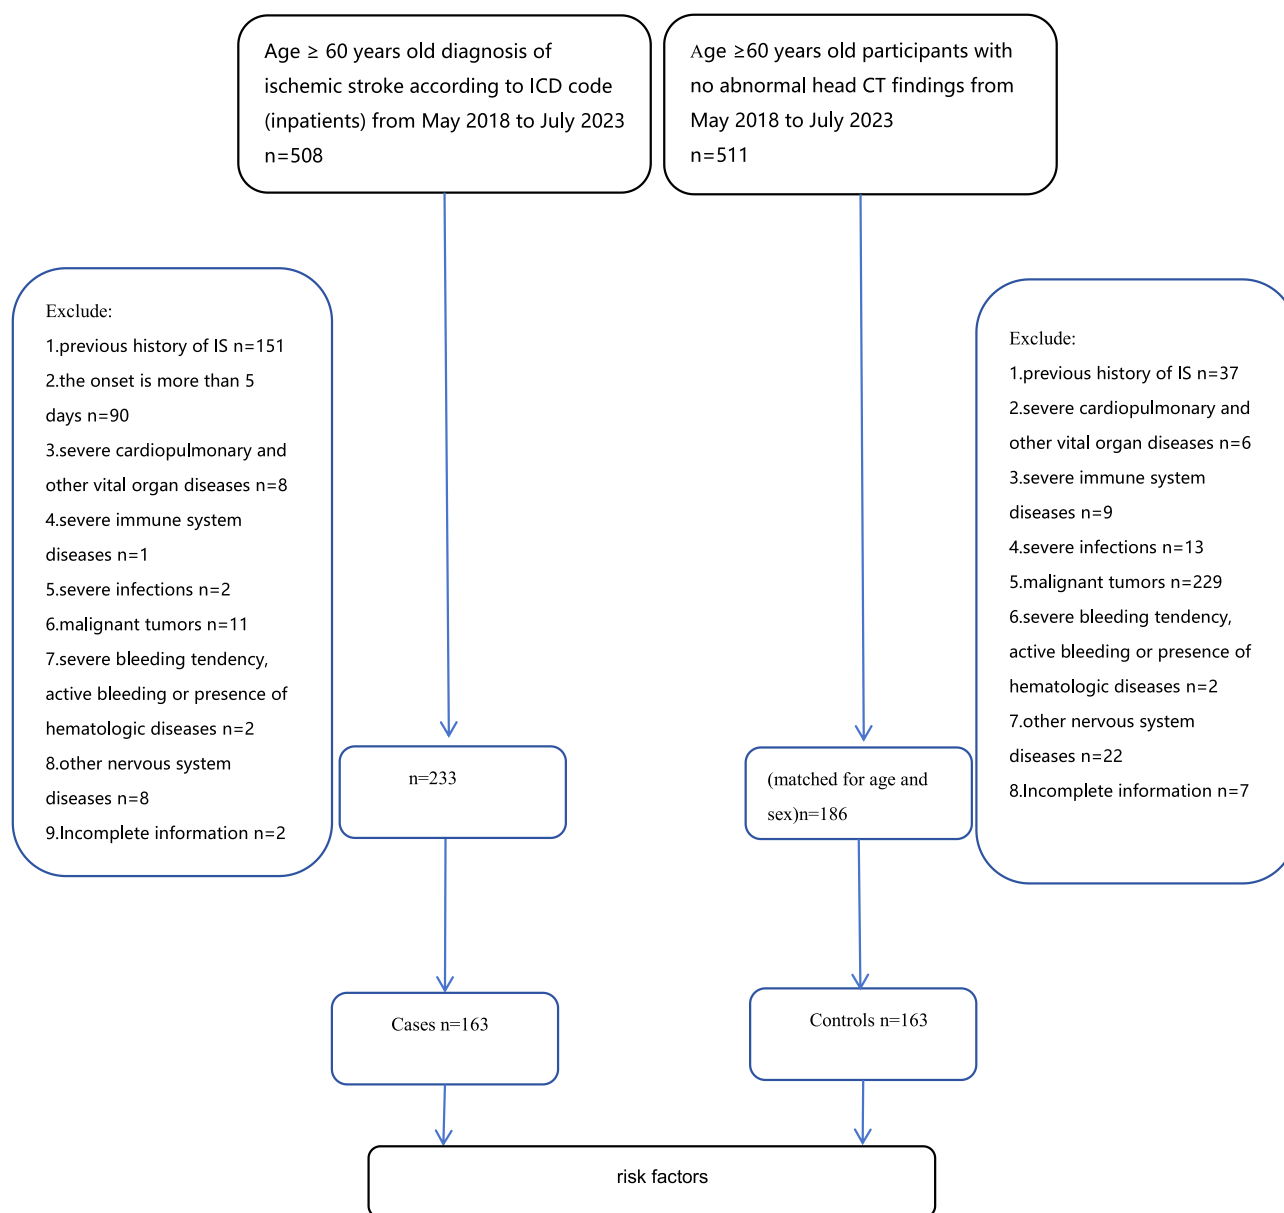 Age ≥ 60 years old diagnosis of
ischemic stroke according to ICD code
(inpatients) from May 2018 to July 2023
n=508
Age ≥60 years old participants with
no abnormal head CT findings from
May 2018 to July 2023
n=511
Exclude:
1.previous history of IS n=151
2.the onset is more than 5
days n=90
3.severe cardiopulmonary and
other vital organ diseases n=8
4.severe immune system
diseases n=1
5.severe infections n=2
6.malignant tumors n=11
7.severe bleeding tendency,
active bleeding or presence of
hematologic diseases n=2
8.other nervous system
diseases n=8
9.Incomplete information n=2
Exclude:
1.previous history of IS n=37
2.severe cardiopulmonary and
other vital organ diseases n=6
3.severe immune system
diseases n=9
4.severe infections n=13
5.malignant tumors n=229
6.severe bleeding tendency,
active bleeding or presence of
hematologic diseases n=2
7.other nervous system
diseases n=22
8.Incomplete information n=7
n=233
(matched for age and
sex)n=186
Cases n=163
Controls n=163
risk factors